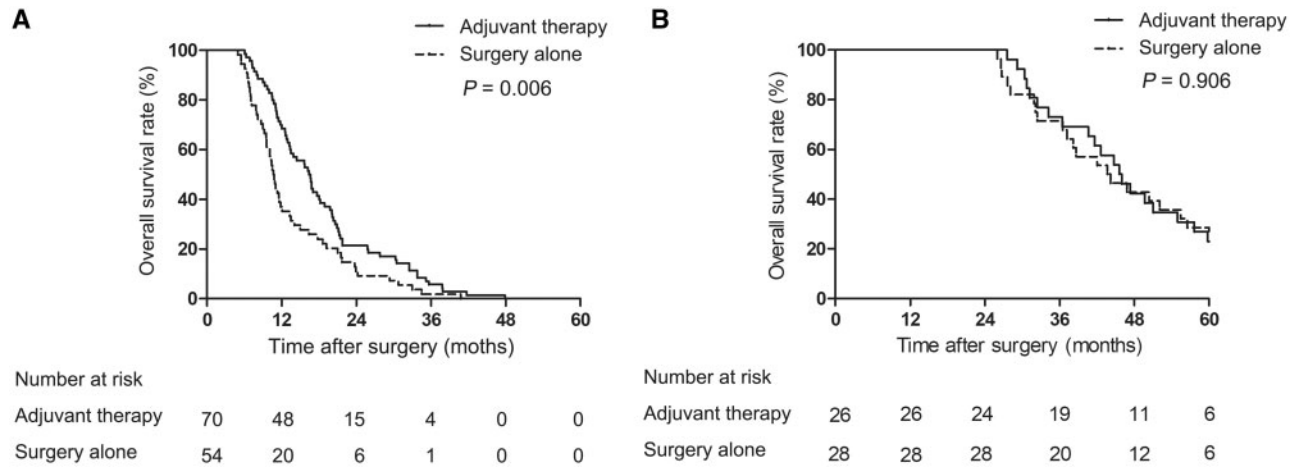 A
Adjuvant therapy
Surgery alone
P = 0.006
Overall survival rate (%)
100
80
60
40
20
0
0 12 24 36 48 60
Time after surgery (moths)
Number at risk
Adjuvant therapy 70 48 15 4 0 0
Surgery alone 54 20 6 1 0 0
B
Adjuvant therapy
Surgery alone
P = 0.906
Overall survival rate (%)
100
80
60
40
20
0
0 12 24 36 48 60
Time after surgery (months)
Number at risk
Adjuvant therapy 26 26 24 19 11 6
Surgery alone 28 28 28 20 12 6